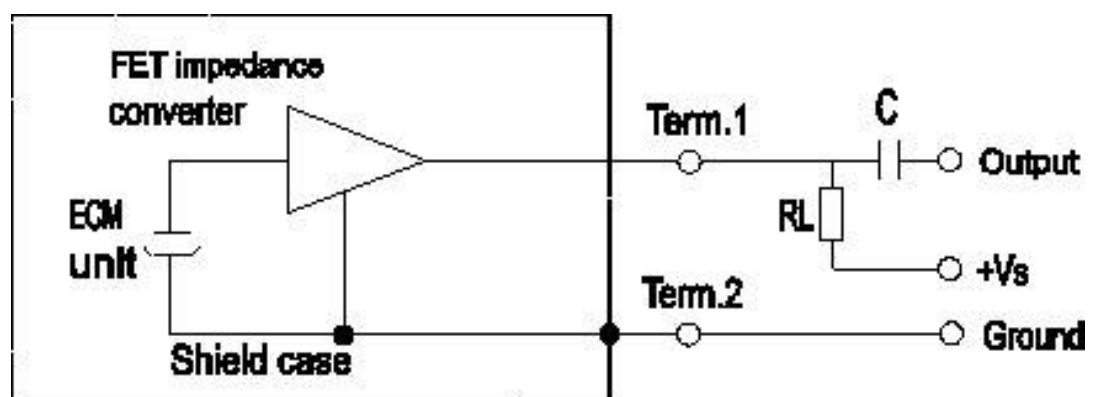 FET impedance
converter
Term.1
C
Output
ECM
unit
RL
+Vs
Term.2
Ground
Shield case